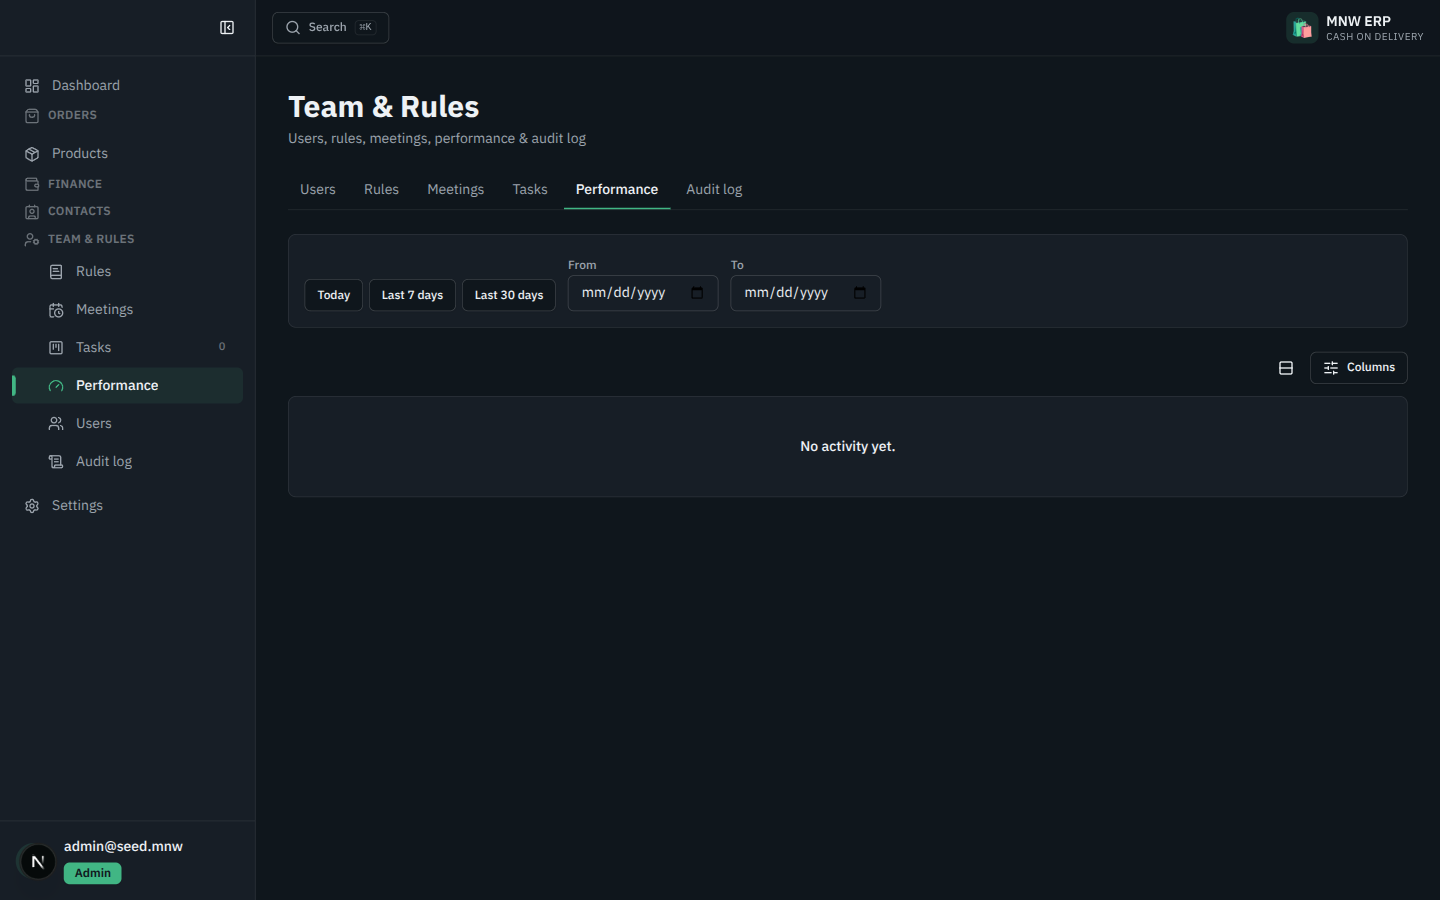 Search ⌘K
MNW ERP
CASH ON DELIVERY
Dashboard
ORDERS
Products
FINANCE
CONTACTS
TEAM & RULES
Rules
Meetings
Tasks 0
Performance
Users
Audit log
Settings
admin@seed.mnw
N
Admin
Team & Rules
Users, rules, meetings, performance & audit log
Users Rules Meetings Tasks Performance Audit log
From To
Today Last 7 days Last 30 days mm/dd/yyyy mm/dd/yyyy
Columns
No activity yet.